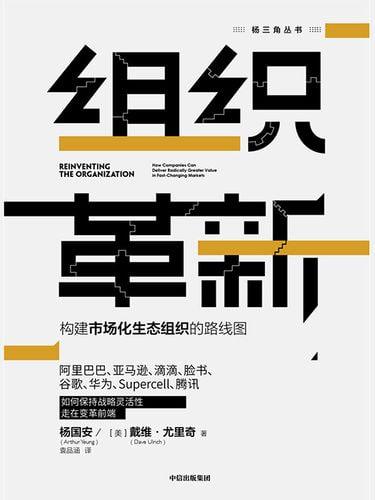 杨三角丛书
组织
REINVENTING
THE ORGANIZATION
How Companies Can
Deliver Radically Greater Value
in Fast-Changing Markets
革新
构建市场化生态组织的路线图
阿里巴巴、亚马逊、滴滴、脸书、
谷歌、华为、Supercell、腾讯
如何保持战略灵活性
走在变革前端
杨国安/ [美]戴维·尤里奇 著
(Arthur Yeung) (Dave Ulrich)
袁品涵 译
中信出版集团